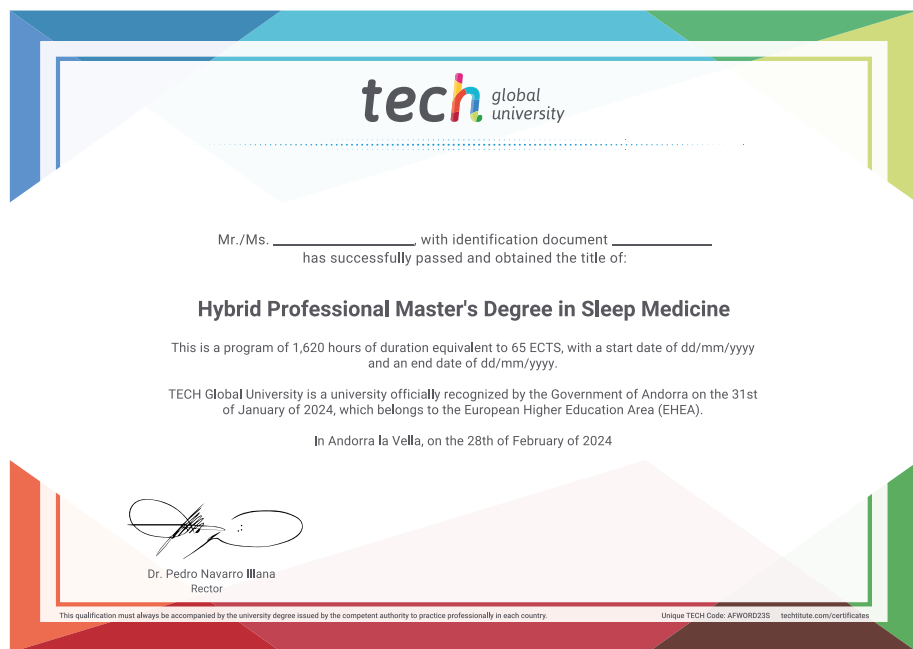 tech global
university
Mr./Ms. ____________________, with identification document ______________
has successfully passed and obtained the title of:
Hybrid Professional Master's Degree in Sleep Medicine
This is a program of 1,620 hours of duration equivalent to 65 ECTS, with a start date of dd/mm/yyyy
and an end date of dd/mm/yyyy.
TECH Global University is a university officially recognized by the Government of Andorra on the 31st
of January of 2024, which belongs to the European Higher Education Area (EHEA).
In Andorra la Vella, on the 28th of February of 2024
Dr. Pedro Navarro Illana
Rector
This qualification must always be accompanied by the university degree issued by the competent authority to practice professionally in each country. Unique TECH Code: AFWORD23S techtitute.com/certificates